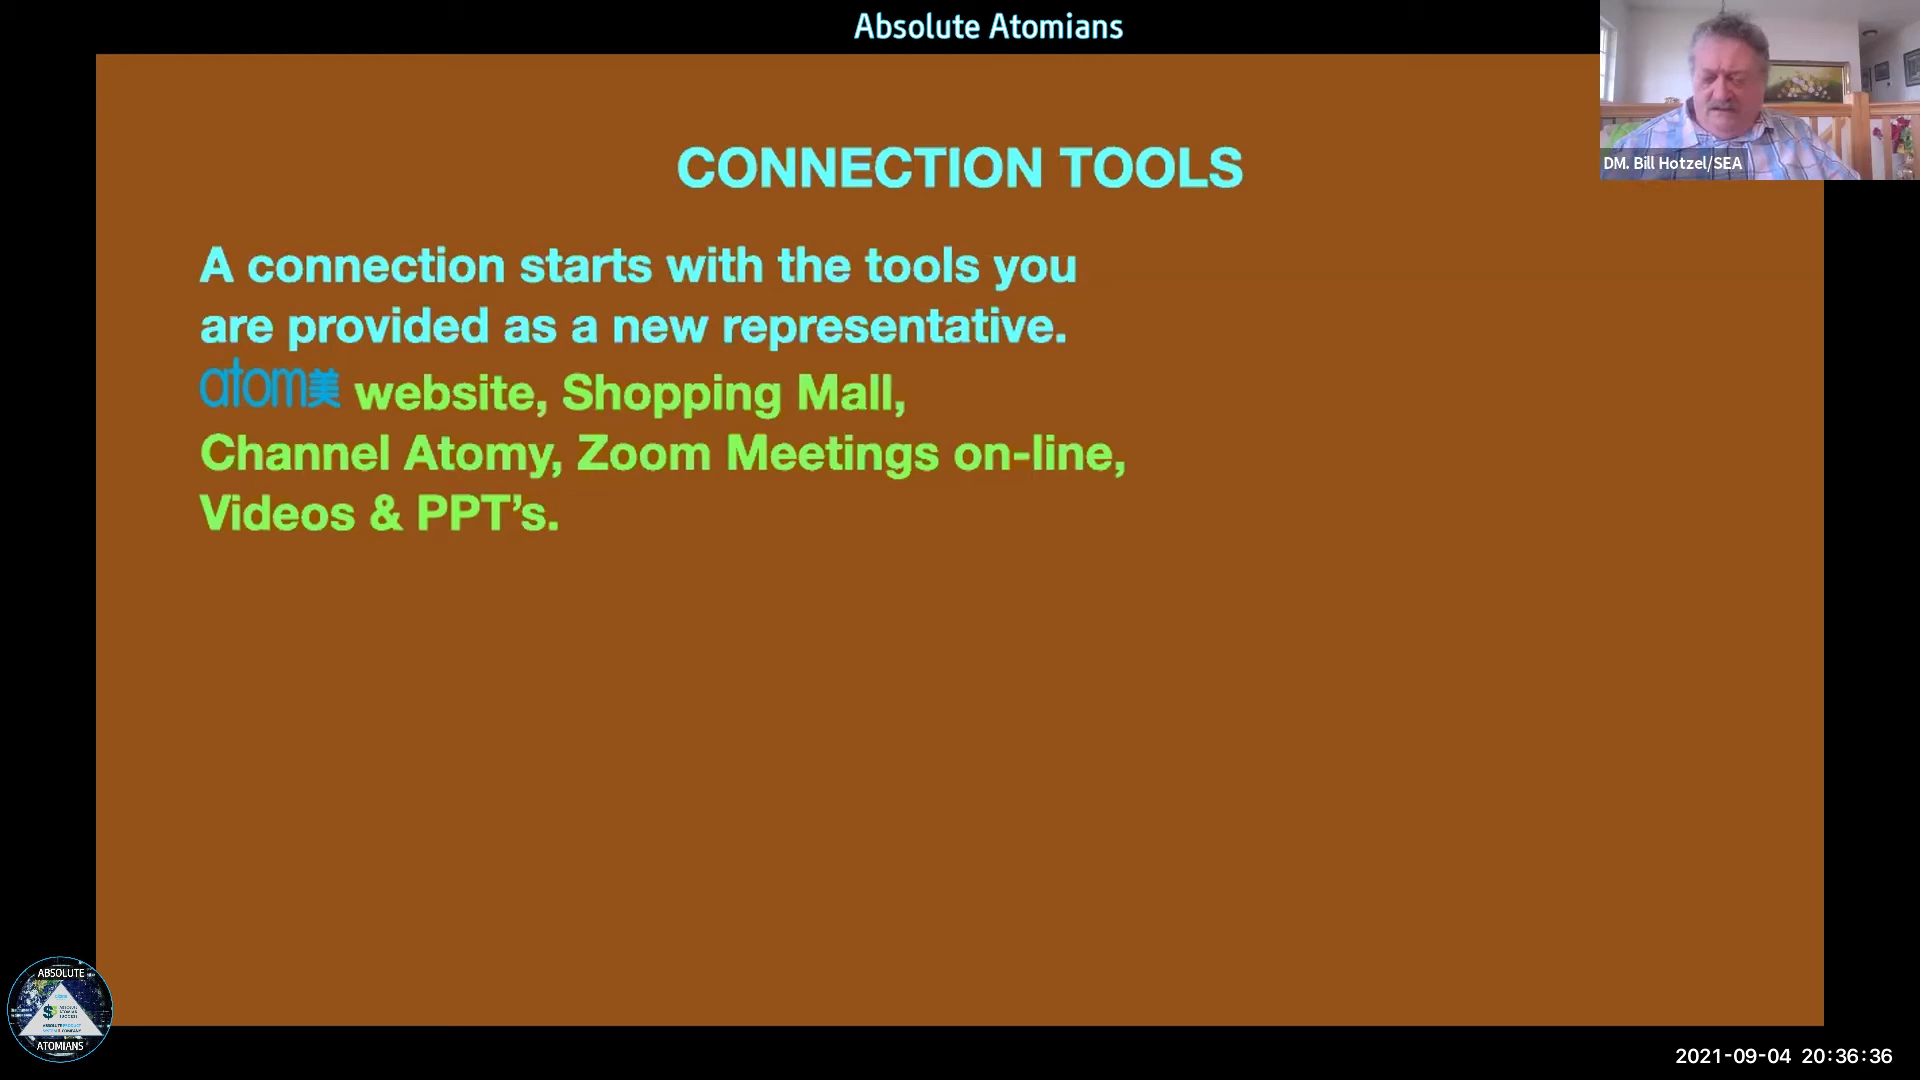 Absolute Atomians
DM. Bill Hotzel/SEA
CONNECTION TOOLS
A connection starts with the tools you
are provided as a new representative.
atom美 website, Shopping Mall,
Channel Atomy, Zoom Meetings on-line,
Videos & PPT’s.
ABSOLUTE
ATOMIANS
2021-09-04 20:36:36